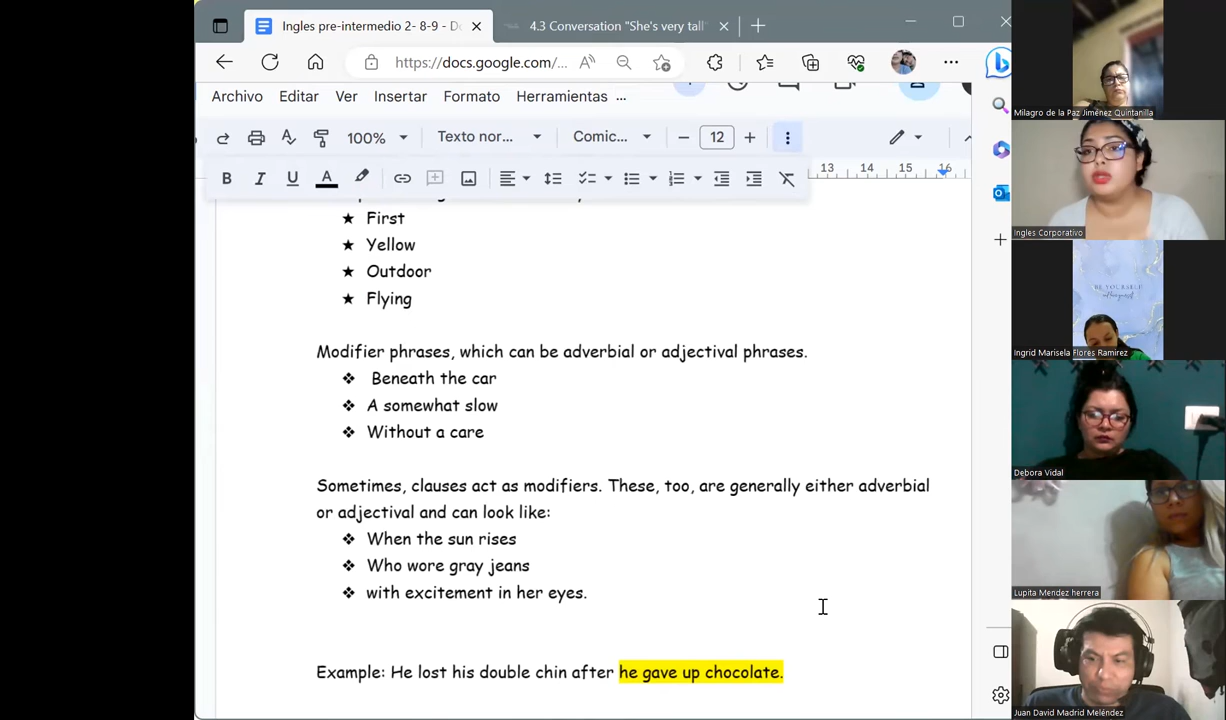 Ingles pre-intermedio 2- 8-9 - Do
4.3 Conversation "She's very tall"
https://docs.google.com/...
Archivo Editar Ver Insertar Formato Herramientas ...
100% Texto nor... Comic... 12
B I U A
13 14 15 16
★ First
★ Yellow
★ Outdoor
★ Flying
Modifier phrases, which can be adverbial or adjectival phrases.
❖ Beneath the car
❖ A somewhat slow
❖ Without a care
Sometimes, clauses act as modifiers. These, too, are generally either adverbial
or adjectival and can look like:
❖ When the sun rises
❖ Who wore gray jeans
❖ with excitement in her eyes.
Example: He lost his double chin after he gave up chocolate.
Milagro de la Paz Jiménez Quintanilla
Ingles Corporativo
BE YOURSELF
Ingrid Marisela Flores Ramirez
Debora Vidal
Lupita Mendez herrera
Juan David Madrid Meléndez